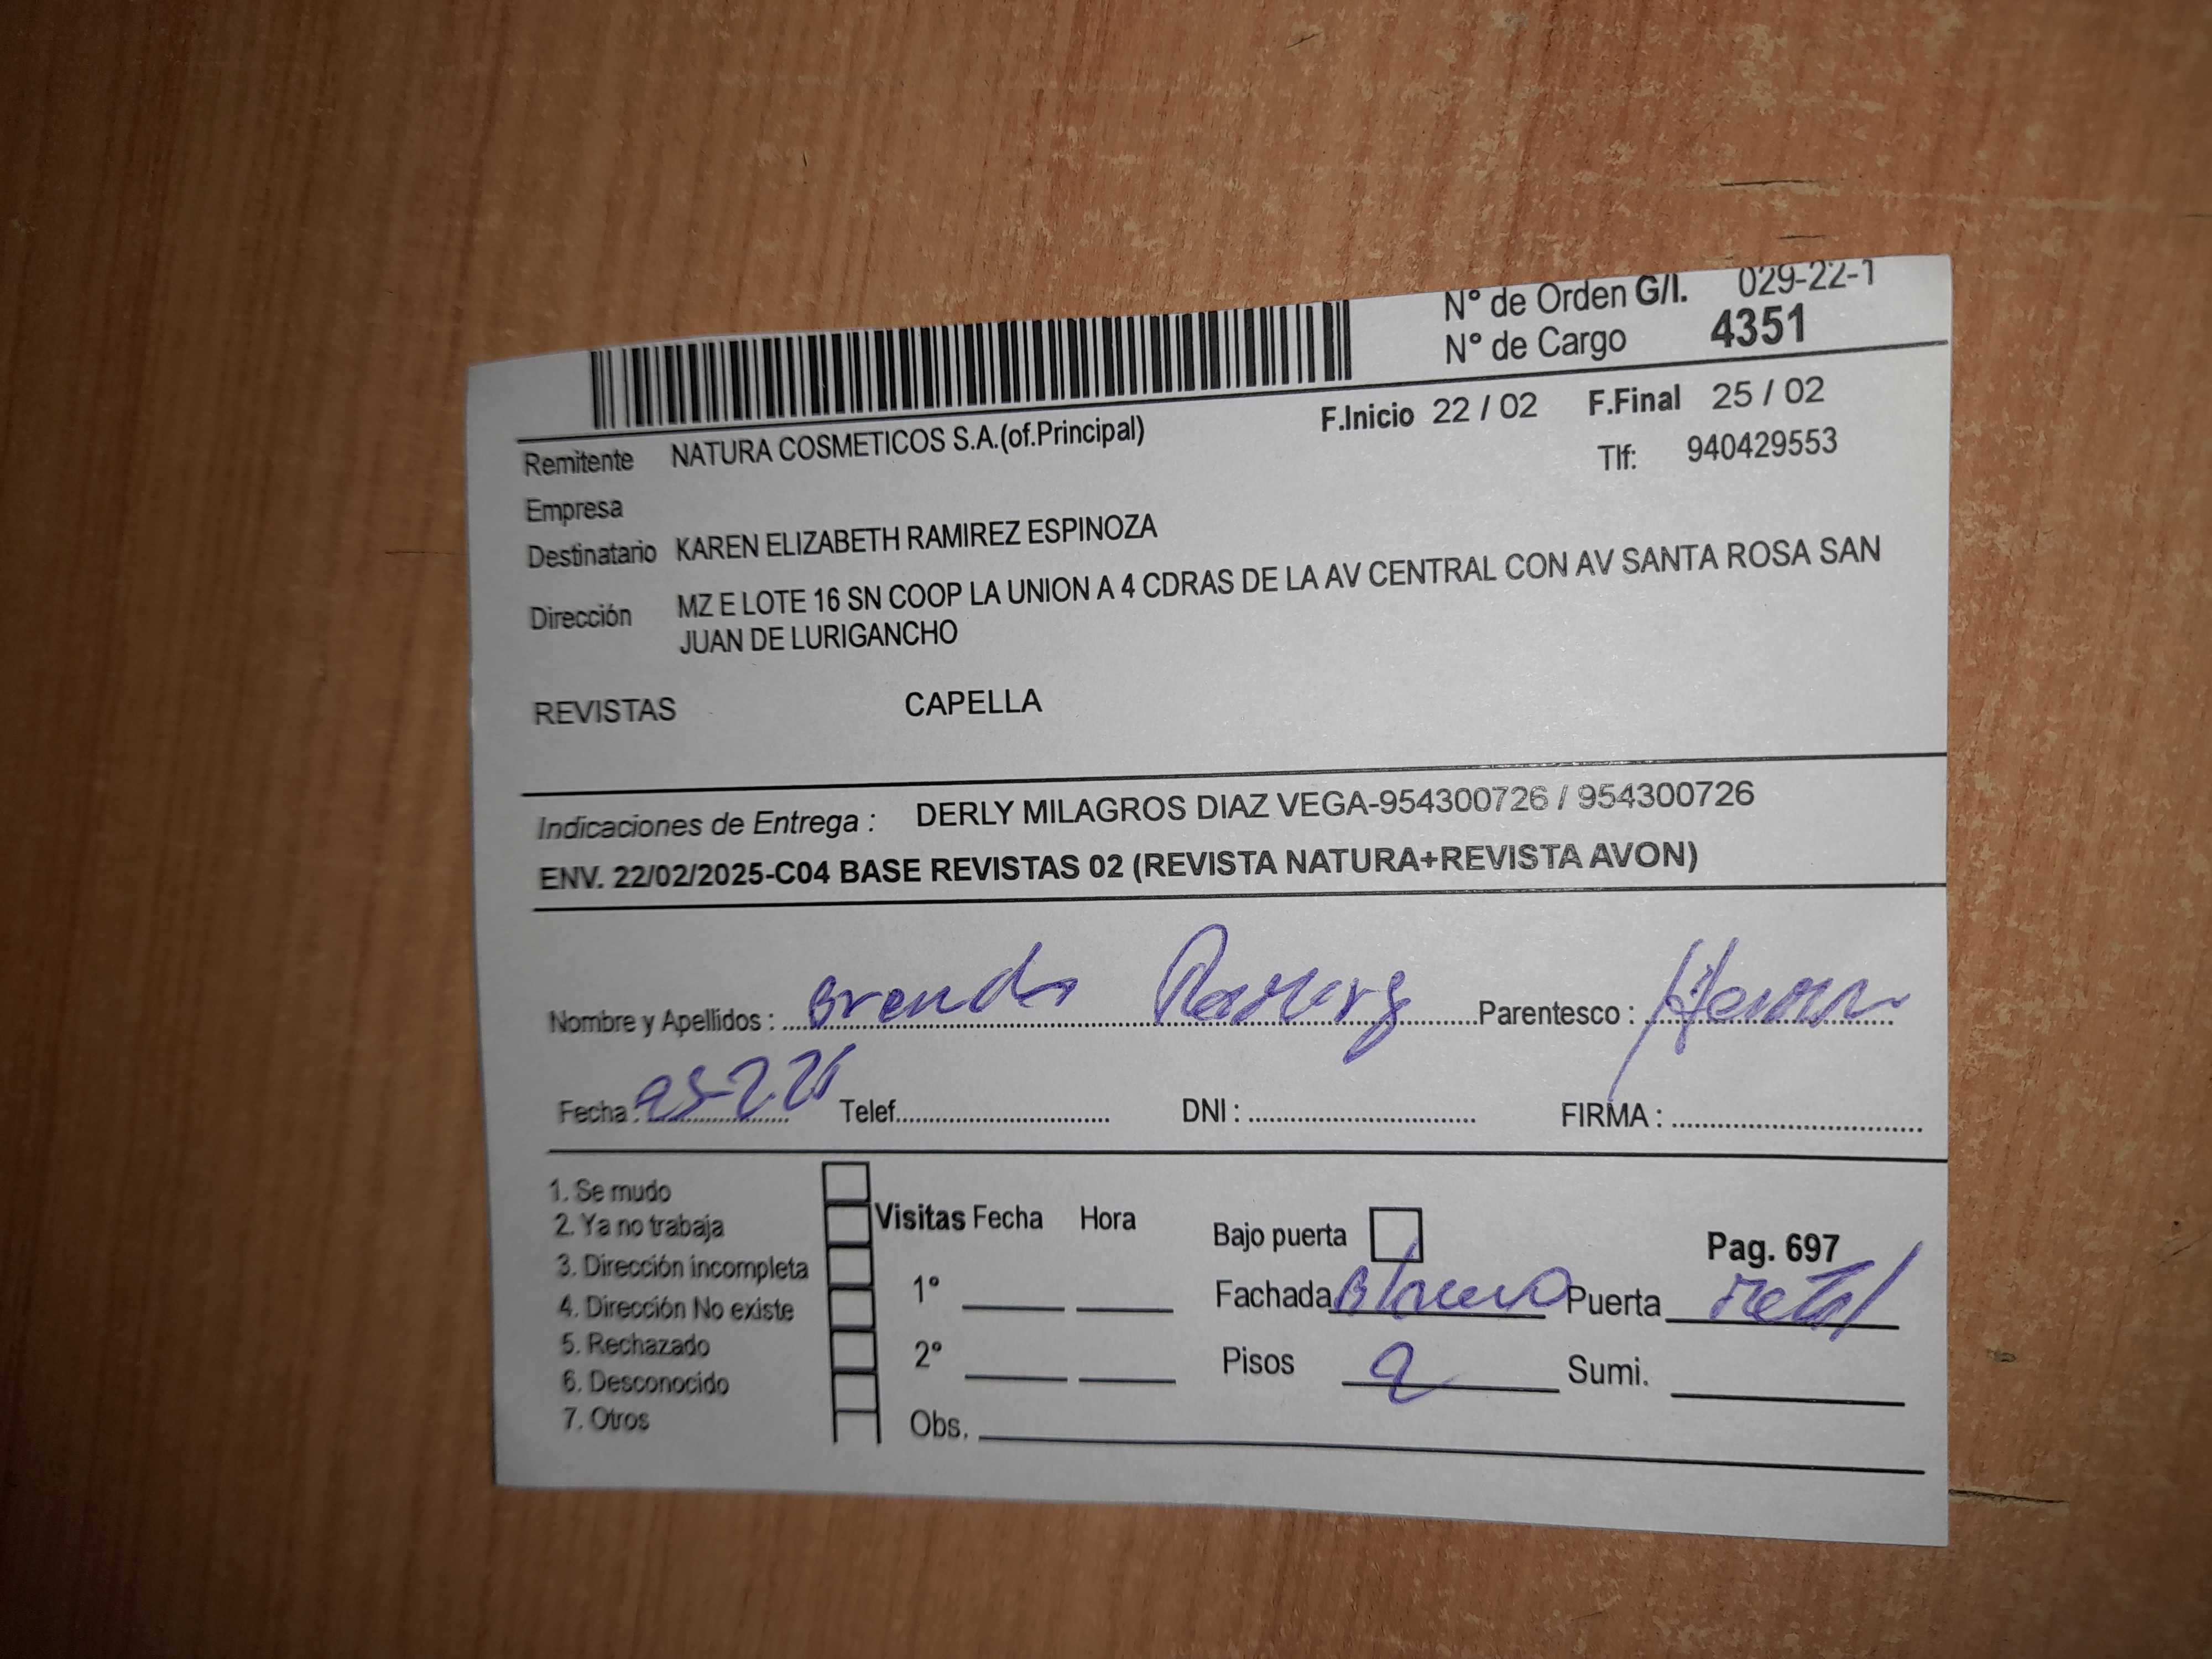 N° de Orden G/I. 029-22-1
N° de Cargo 4351
F.Inicio 22 / 02 F.Final 25 / 02
Remitente NATURA COSMETICOS S.A.(of.Principal) Tlf: 940429553
Empresa
Destinatario KAREN ELIZABETH RAMIREZ ESPINOZA
Dirección MZ E LOTE 16 SN COOP LA UNION A 4 CDRAS DE LA AV CENTRAL CON AV SANTA ROSA SAN
JUAN DE LURIGANCHO
REVISTAS CAPELLA
Indicaciones de Entrega : DERLY MILAGROS DIAZ VEGA-954300726 / 954300726
ENV. 22/02/2025-C04 BASE REVISTAS 02 (REVISTA NATURA+REVISTA AVON)
Nombre y Apellidos : Brenda Parentesco :
Fecha : Telef. DNI : FIRMA :
1. Se mudo
2. Ya no trabaja
3. Dirección incompleta
4. Dirección No existe
5. Rechazado
6. Desconocido
7. Otros
Visitas Fecha Hora
1°
2°
Obs.
Bajo puerta Pag. 697
Fachada Blanco Puerta metal
Pisos 2 Sumi.